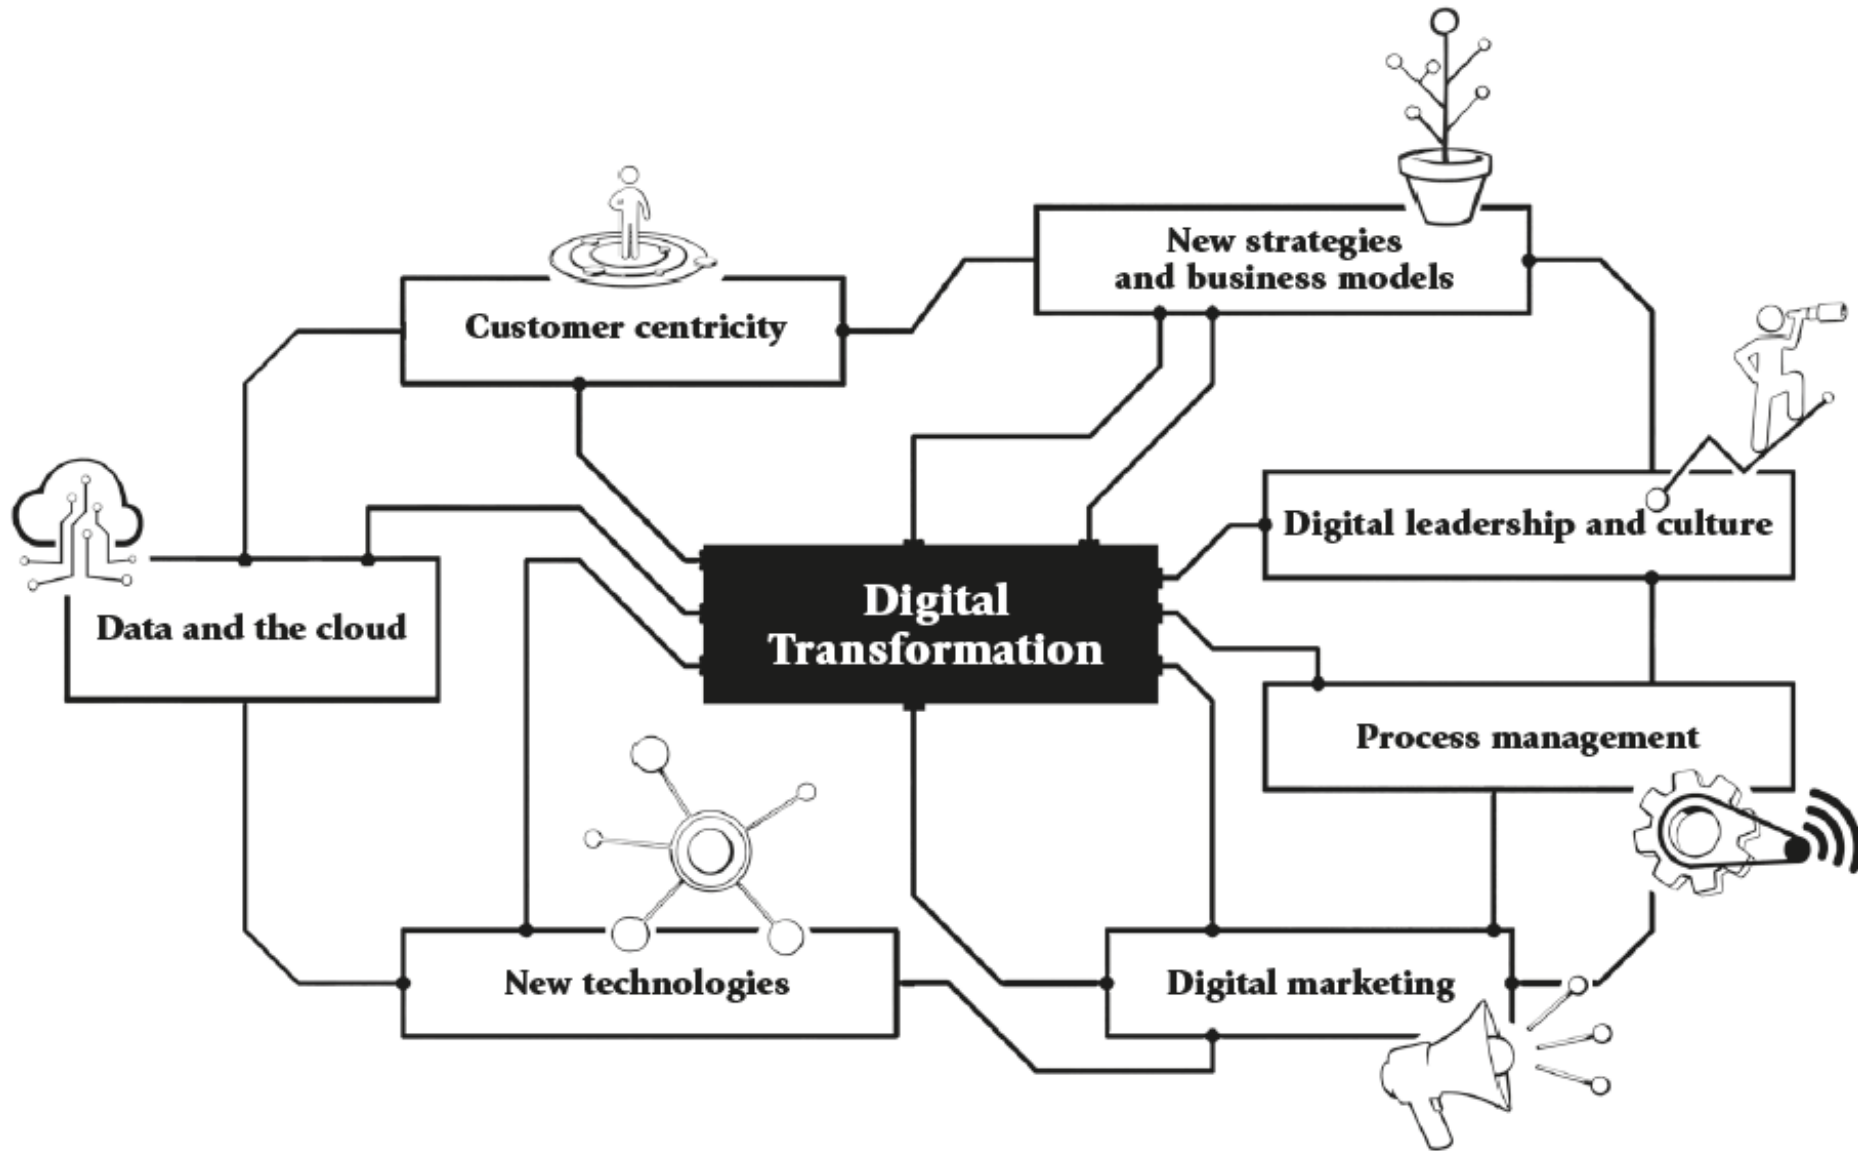 New strategies
and business models
Customer centricity
Digital leadership and culture
Digital
Transformation
Data and the cloud
Process management
New technologies
Digital marketing